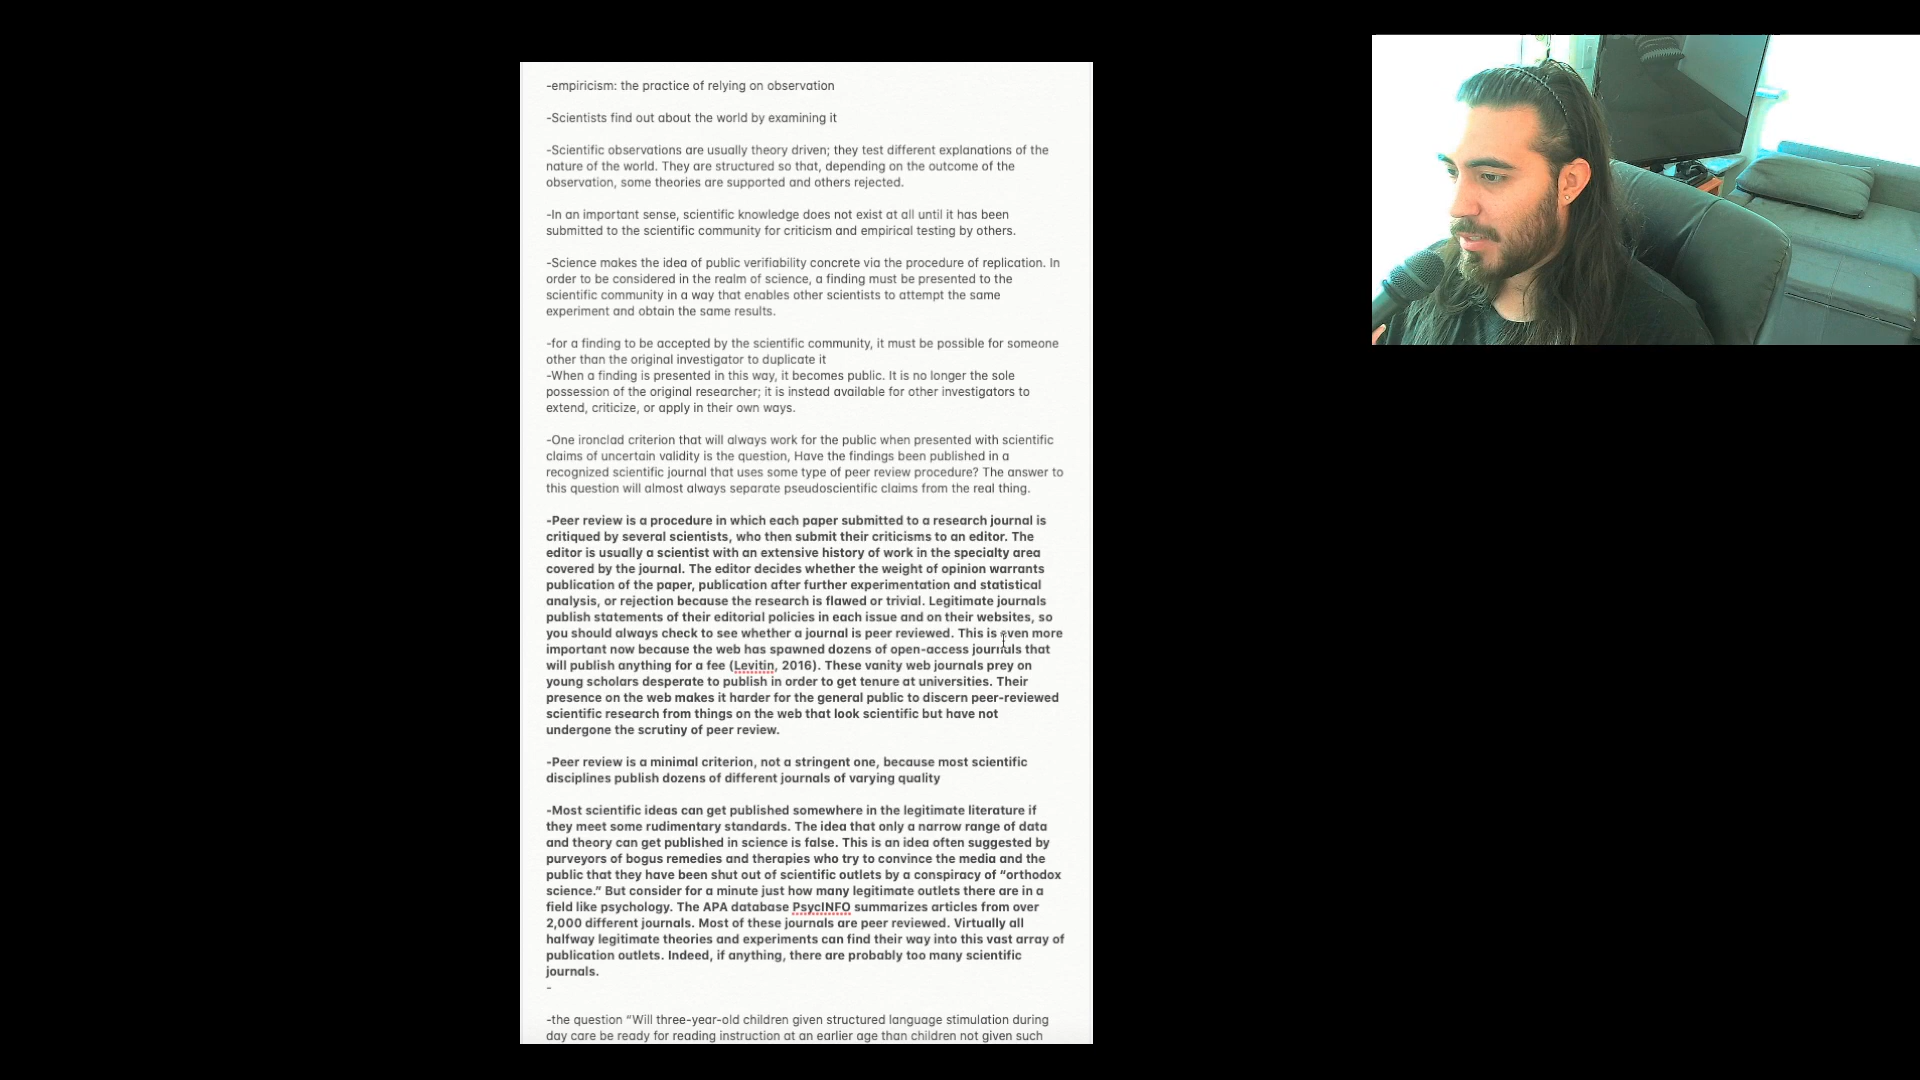 -empiricism: the practice of relying on observation
-Scientists find out about the world by examining it
-Scientific observations are usually theory driven; they test different explanations of the
nature of the world. They are structured so that, depending on the outcome of the
observation, some theories are supported and others rejected.
-In an important sense, scientific knowledge does not exist at all until it has been
submitted to the scientific community for criticism and empirical testing by others.
-Science makes the idea of public verifiability concrete via the procedure of replication. In
order to be considered in the realm of science, a finding must be presented to the
scientific community in a way that enables other scientists to attempt the same
experiment and obtain the same results.
-for a finding to be accepted by the scientific community, it must be possible for someone
other than the original investigator to duplicate it
-When a finding is presented in this way, it becomes public. It is no longer the sole
possession of the original researcher; it is instead available for other investigators to
extend, criticize, or apply in their own ways.
-One ironclad criterion that will always work for the public when presented with scientific
claims of uncertain validity is the question, Have the findings been published in a
recognized scientific journal that uses some type of peer review procedure? The answer to
this question will almost always separate pseudoscientific claims from the real thing.
-Peer review is a procedure in which each paper submitted to a research journal is
critiqued by several scientists, who then submit their criticisms to an editor. The
editor is usually a scientist with an extensive history of work in the specialty area
covered by the journal. The editor decides whether the weight of opinion warrants
publication of the paper, publication after further experimentation and statistical
analysis, or rejection because the research is flawed or trivial. Legitimate journals
publish statements of their editorial policies in each issue and on their websites, so
you should always check to see whether a journal is peer reviewed. This is even more
important now because the web has spawned dozens of open-access journals that
will publish anything for a fee (Levitin, 2016). These vanity web journals prey on
young scholars desperate to publish in order to get tenure at universities. Their
presence on the web makes it harder for the general public to discern peer-reviewed
scientific research from things on the web that look scientific but have not
undergone the scrutiny of peer review.
-Peer review is a minimal criterion, not a stringent one, because most scientific
disciplines publish dozens of different journals of varying quality
-Most scientific ideas can get published somewhere in the legitimate literature if
they meet some rudimentary standards. The idea that only a narrow range of data
and theory can get published in science is false. This is an idea often suggested by
purveyors of bogus remedies and therapies who try to convince the media and the
public that they have been shut out of scientific outlets by a conspiracy of “orthodox
science.” But consider for a minute just how many legitimate outlets there are in a
field like psychology. The APA database PsycINFO summarizes articles from over
2,000 different journals. Most of these journals are peer reviewed. Virtually all
halfway legitimate theories and experiments can find their way into this vast array of
publication outlets. Indeed, if anything, there are probably too many scientific
journals.
-
-the question “Will three-year-old children given structured language stimulation during
day care be ready for reading instruction at an earlier age than children not given such